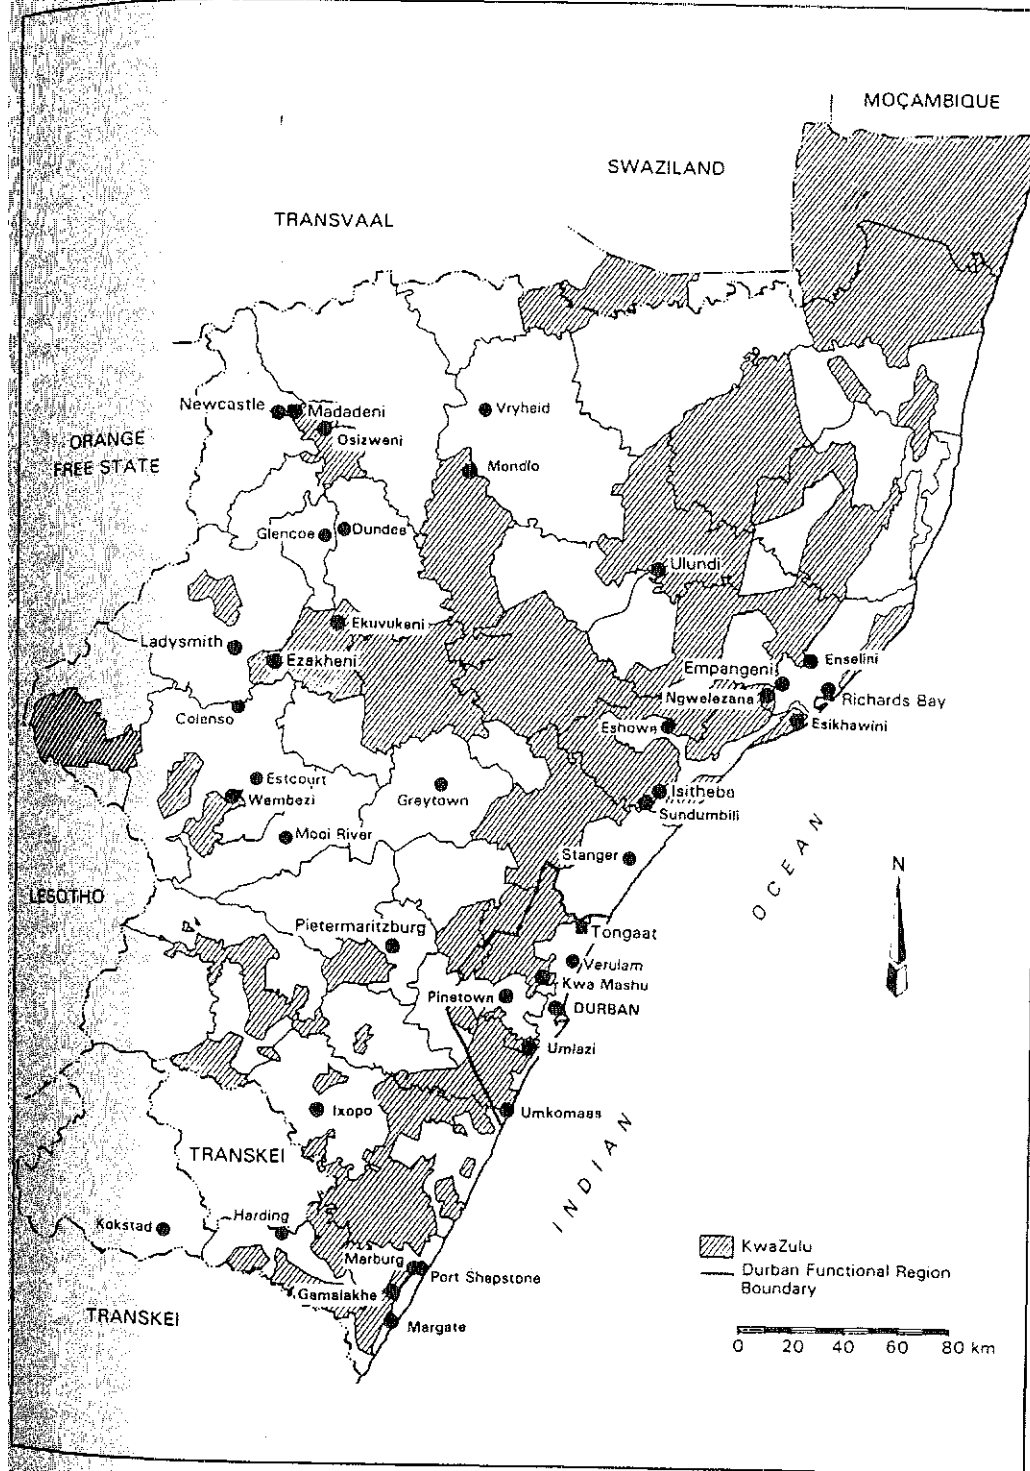 MOÇAMBIQUE
SWAZILAND
TRANSVAAL
Newcastle
Madadeni
Vryheid
ORANGE
FREE STATE
Osizweni
Mondlo
Glencoe
Dundee
Ulundi
Ekuvukeni
Ladysmith
Ezakheni
Enselini
Empangeni
Ngwelezana
Richards Bay
Colenso
Eshowe
Esikhawini
Estcourt
Wembezi
Greytown
Isithebe
Sundumbili
Mooi River
Stanger
OCEAN
N
LESOTHO
Pietermaritzburg
Tongaat
Verulam
Kwa Mashu
Pinetown
DURBAN
Umlazi
Ixopo
Umkomaas
INDIAN
TRANSKEI
Kokstad
Harding
Marburg
Port Shepstone
Gamalakhe
Margate
TRANSKEI
KwaZulu
Durban Functional Region
Boundary
0 20 40 60 80 km